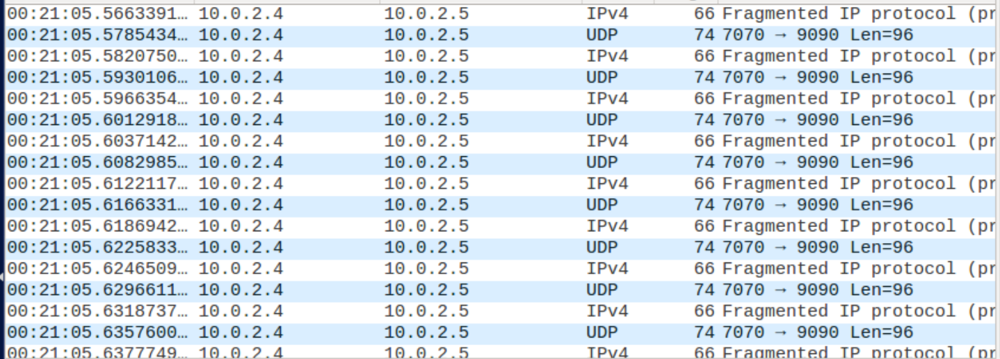 00:21:05.5663391… 10.0.2.4 10.0.2.5 IPv4 66 Fragmented IP protocol (pr
00:21:05.5785434… 10.0.2.4 10.0.2.5 UDP 74 7070 → 9090 Len=96
00:21:05.5820750… 10.0.2.4 10.0.2.5 IPv4 66 Fragmented IP protocol (pr
00:21:05.5930106… 10.0.2.4 10.0.2.5 UDP 74 7070 → 9090 Len=96
00:21:05.5966354… 10.0.2.4 10.0.2.5 IPv4 66 Fragmented IP protocol (pr
00:21:05.6012918… 10.0.2.4 10.0.2.5 UDP 74 7070 → 9090 Len=96
00:21:05.6037142… 10.0.2.4 10.0.2.5 IPv4 66 Fragmented IP protocol (pr
00:21:05.6082985… 10.0.2.4 10.0.2.5 UDP 74 7070 → 9090 Len=96
00:21:05.6122117… 10.0.2.4 10.0.2.5 IPv4 66 Fragmented IP protocol (pr
00:21:05.6166331… 10.0.2.4 10.0.2.5 UDP 74 7070 → 9090 Len=96
00:21:05.6186942… 10.0.2.4 10.0.2.5 IPv4 66 Fragmented IP protocol (pr
00:21:05.6225833… 10.0.2.4 10.0.2.5 UDP 74 7070 → 9090 Len=96
00:21:05.6246509… 10.0.2.4 10.0.2.5 IPv4 66 Fragmented IP protocol (pr
00:21:05.6296611… 10.0.2.4 10.0.2.5 UDP 74 7070 → 9090 Len=96
00:21:05.6318737… 10.0.2.4 10.0.2.5 IPv4 66 Fragmented IP protocol (pr
00:21:05.6357600… 10.0.2.4 10.0.2.5 UDP 74 7070 → 9090 Len=96
00:21:05.6377749… 10.0.2.4 10.0.2.5 IPv4 66 Fragmented IP protocol (pr